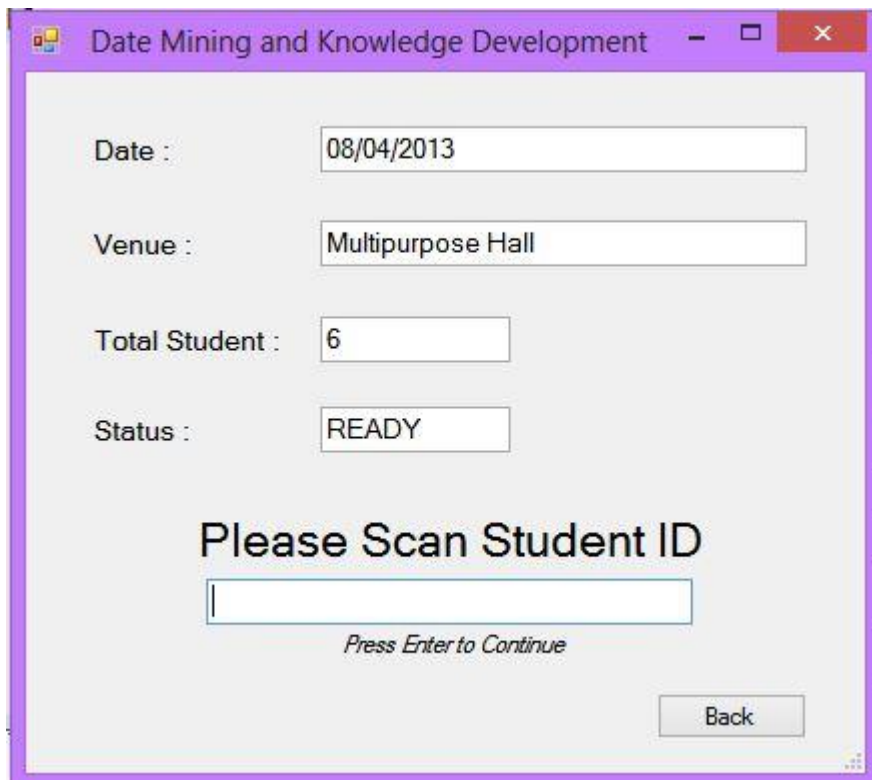 Date Mining and Knowledge Development
Date : 08/04/2013
Venue : Multipurpose Hall
Total Student : 6
Status : READY
Please Scan Student ID
Press Enter to Continue
Back